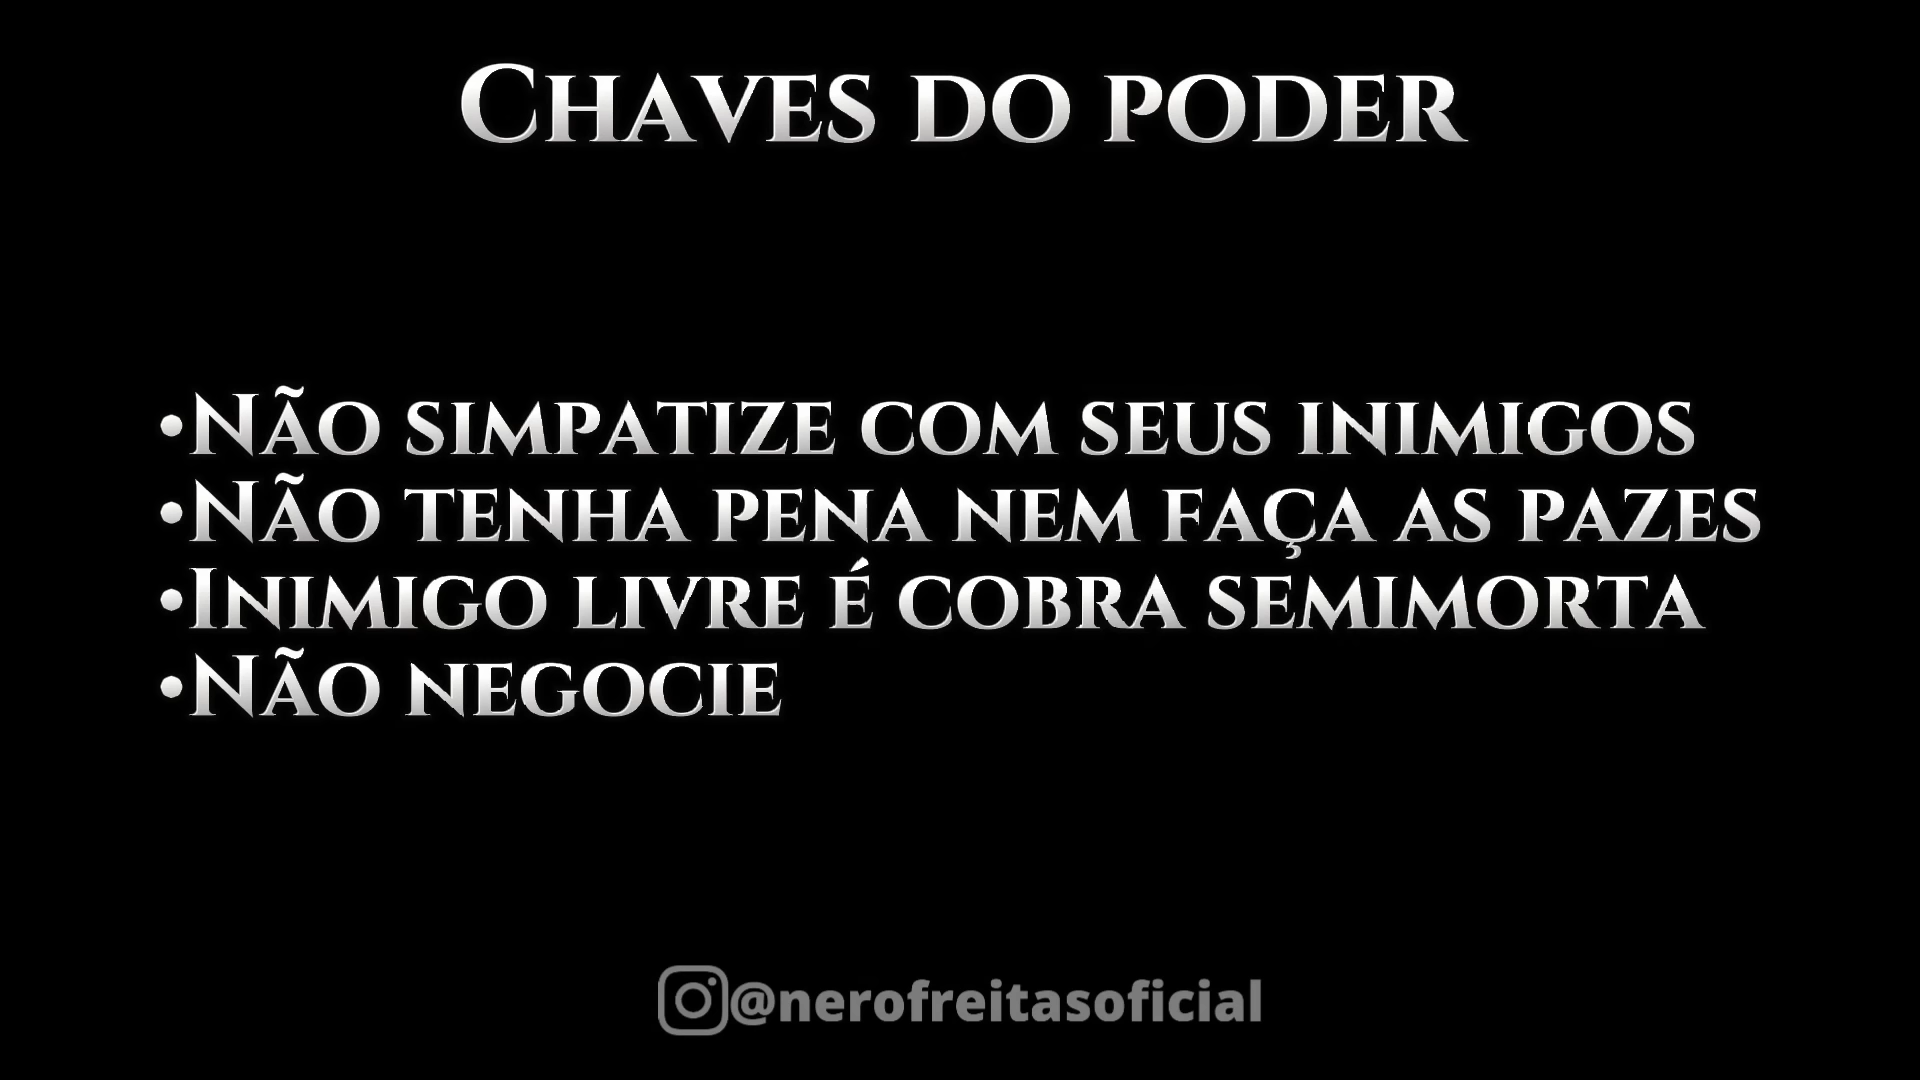 Chaves do poder
•Não simpatize com seus inimigos
•Não tenha pena nem faça as pazes
•Inimigo livre é cobra semimorta
•Não negocie
@nerofreitasoficial